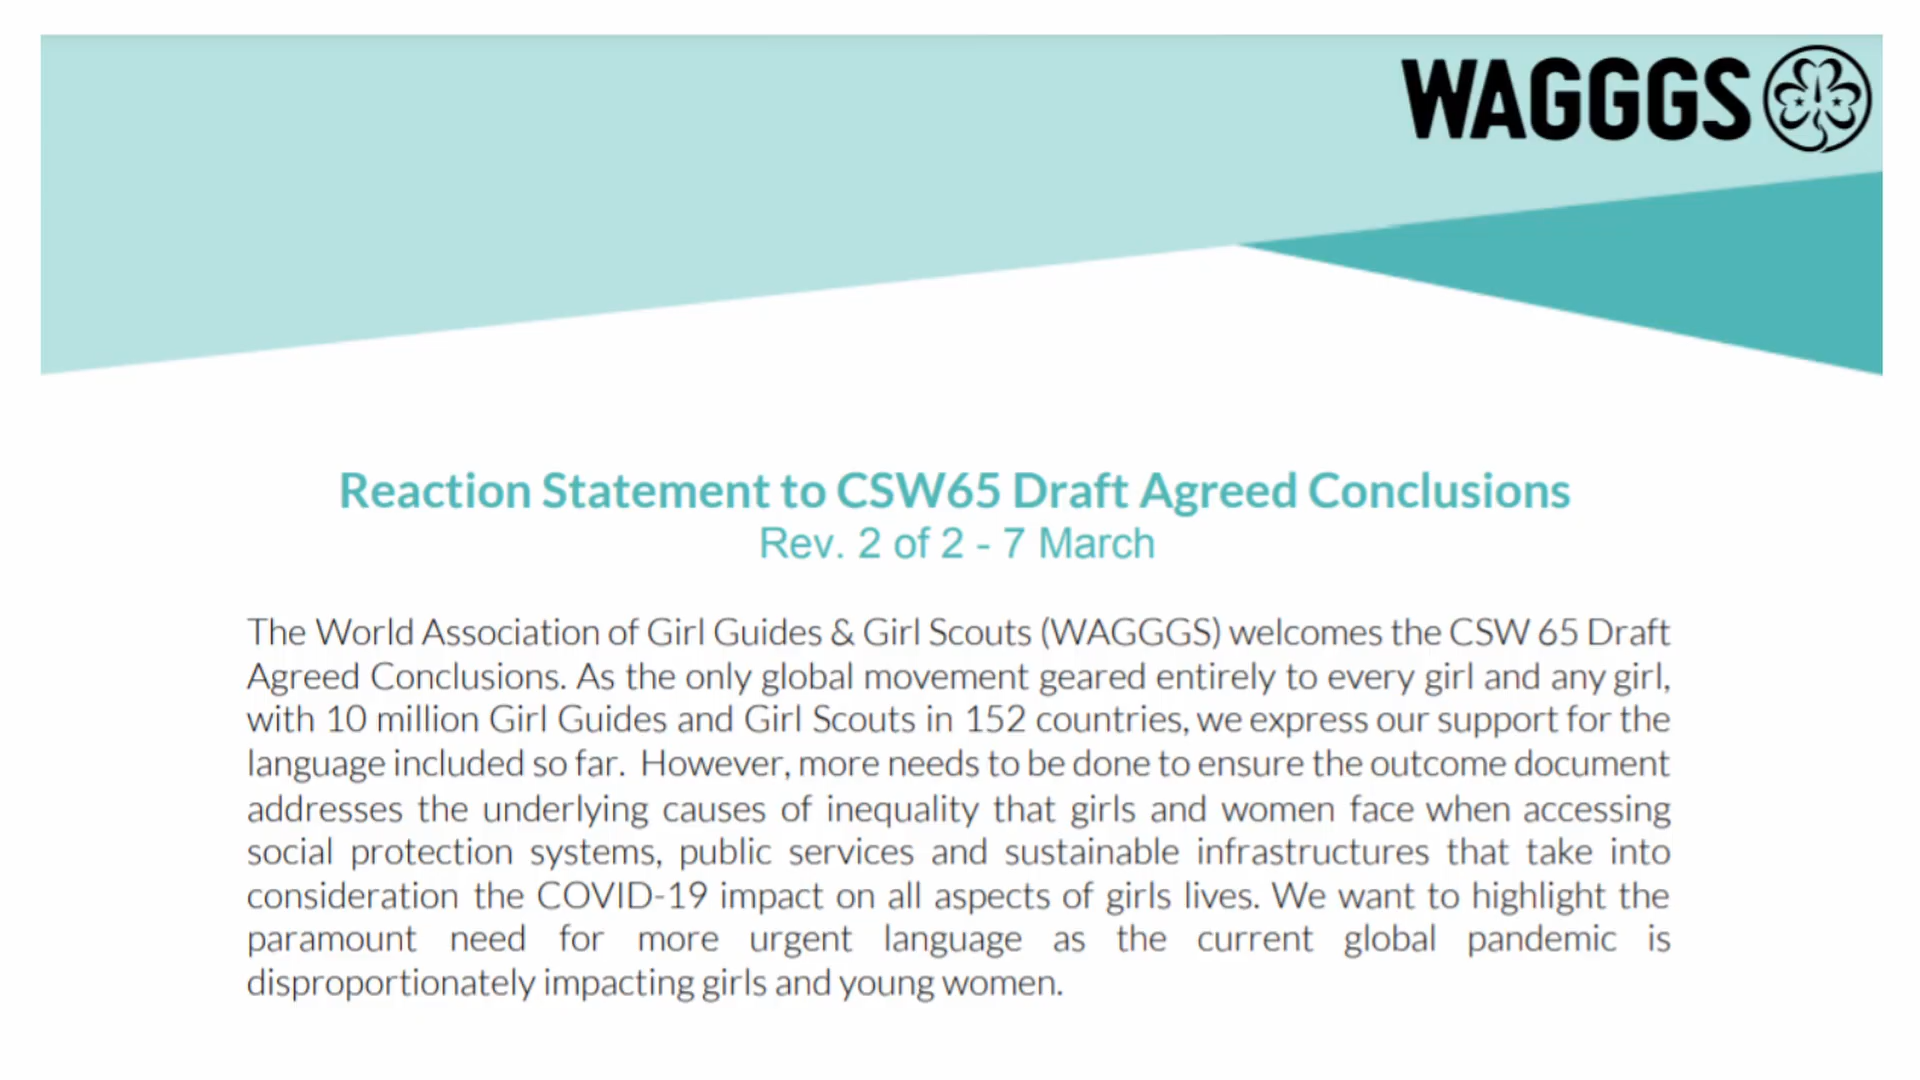 WAGGGS
Reaction Statement to CSW65 Draft Agreed Conclusions
Rev. 2 of 2 - 7 March
The World Association of Girl Guides & Girl Scouts (WAGGGS) welcomes the CSW 65 Draft
Agreed Conclusions. As the only global movement geared entirely to every girl and any girl,
with 10 million Girl Guides and Girl Scouts in 152 countries, we express our support for the
language included so far. However, more needs to be done to ensure the outcome document
addresses the underlying causes of inequality that girls and women face when accessing
social protection systems, public services and sustainable infrastructures that take into
consideration the COVID-19 impact on all aspects of girls lives. We want to highlight the
paramount need for more urgent language as the current global pandemic is
disproportionately impacting girls and young women.